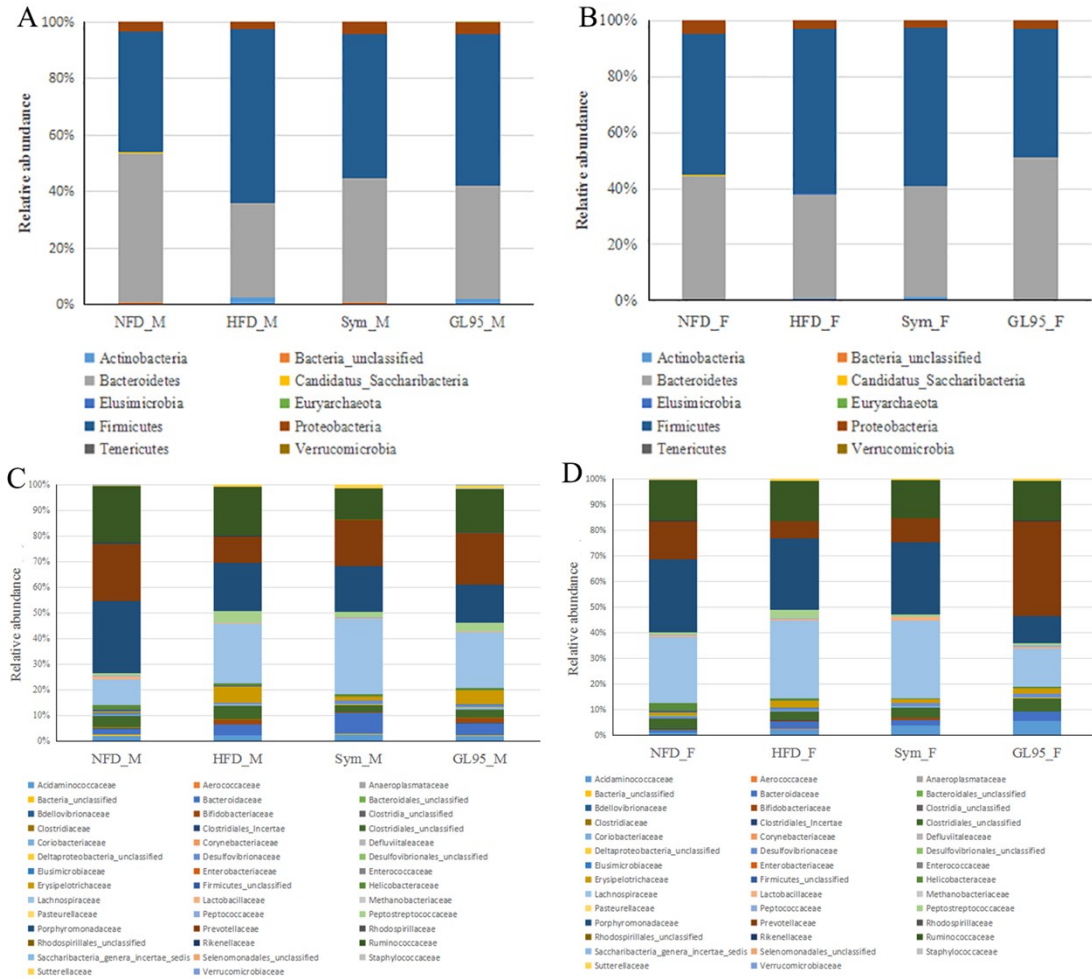 A
100%
80%
60%
40%
20%
0%
Relative abundance
NFD_M HFD_M Sym_M GL95_M
Actinobacteria Bacteria_unclassified
Bacteroidetes Candidatus_Saccharibacteria
Elusimicrobia Euryarchaeota
Firmicutes Proteobacteria
Tenericutes Verrucomicrobia
B
100%
80%
60%
40%
20%
0%
Relative abundance
NFD_F HFD_F Sym_F GL95_F
Actinobacteria Bacteria_unclassified
Bacteroidetes Candidatus_Saccharibacteria
Elusimicrobia Euryarchaeota
Firmicutes Proteobacteria
Tenericutes Verrucomicrobia
C
100%
90%
80%
70%
60%
50%
40%
30%
20%
10%
0%
Relative abundance
NFD_M HFD_M Sym_M GL95_M
Acidaminococcaceae Aerococcaceae Anaeroplasmataceae
Bacteria_unclassified Bacteroidaceae Bacteroidales_unclassified
Bdellovibrionaceae Bifidobacteriaceae Clostridia_unclassified
Clostridiaceae Clostridiales_Incertae Clostridiales_unclassified
Coriobacteriaceae Corynebacteriaceae Defluviitaleaceae
Deltaproteobacteria_unclassified Desulfovibrionaceae Desulfovibrionales_unclassified
Elusimicrobiaceae Enterobacteriaceae Enterococcaceae
Erysipelotrichaceae Firmicutes_unclassified Helicobacteraceae
Lachnospiraceae Lactobacillaceae Methanobacteriaceae
Pasteurellaceae Peptococcaceae Peptostreptococcaceae
Porphyromonadaceae Prevotellaceae Rhodospirillaceae
Rhodospirillales_unclassified Rikenellaceae Ruminococcaceae
Saccharibacteria_genera_incertae_sedis Selenomonadales_unclassified Staphylococcaceae
Sutterellaceae Verrucomicrobiaceae
D
100%
90%
80%
70%
60%
50%
40%
30%
20%
10%
0%
Relative abundance
NFD_F HFD_F Sym_F GL95_F
Acidaminococcaceae Aerococcaceae Anaeroplasmataceae
Bacteria_unclassified Bacteroidaceae Bacteroidales_unclassified
Bdellovibrionaceae Bifidobacteriaceae Clostridia_unclassified
Clostridiaceae Clostridiales_Incertae Clostridiales_unclassified
Coriobacteriaceae Corynebacteriaceae Defluviitaleaceae
Deltaproteobacteria_unclassified Desulfovibrionaceae Desulfovibrionales_unclassified
Elusimicrobiaceae Enterobacteriaceae Enterococcaceae
Erysipelotrichaceae Firmicutes_unclassified Helicobacteraceae
Lachnospiraceae Lactobacillaceae Methanobacteriaceae
Pasteurellaceae Peptococcaceae Peptostreptococcaceae
Porphyromonadaceae Prevotellaceae Rhodospirillaceae
Rhodospirillales_unclassified Rikenellaceae Ruminococcaceae
Saccharibacteria_genera_incertae_sedis Selenomonadales_unclassified Staphylococcaceae
Sutterellaceae Verrucomicrobiaceae